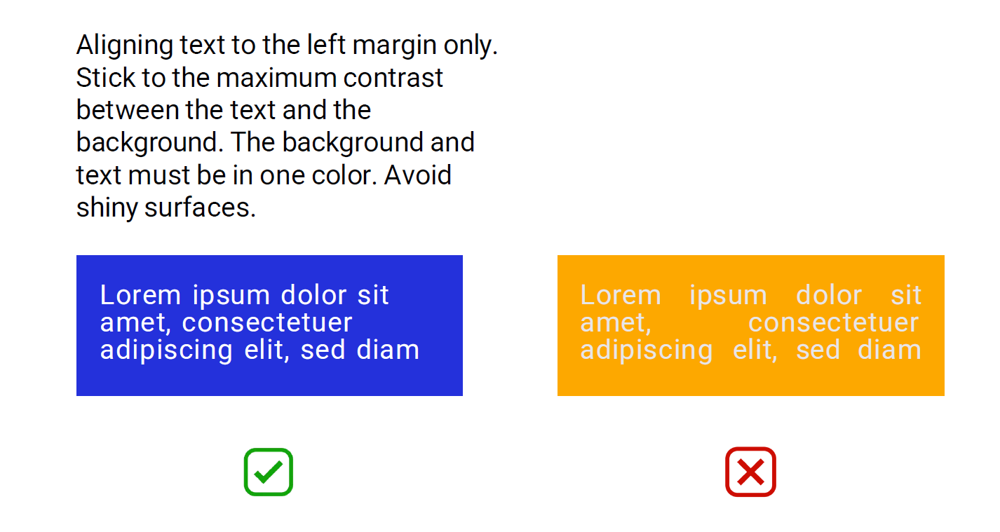 Aligning text to the left margin only.
Stick to the maximum contrast
between the text and the
background. The background and
text must be in one color. Avoid
shiny surfaces.
Lorem ipsum dolor sit
amet, consectetuer
adipiscing elit, sed diam
Lorem ipsum dolor sit
amet, consectetuer
adipiscing elit, sed diam